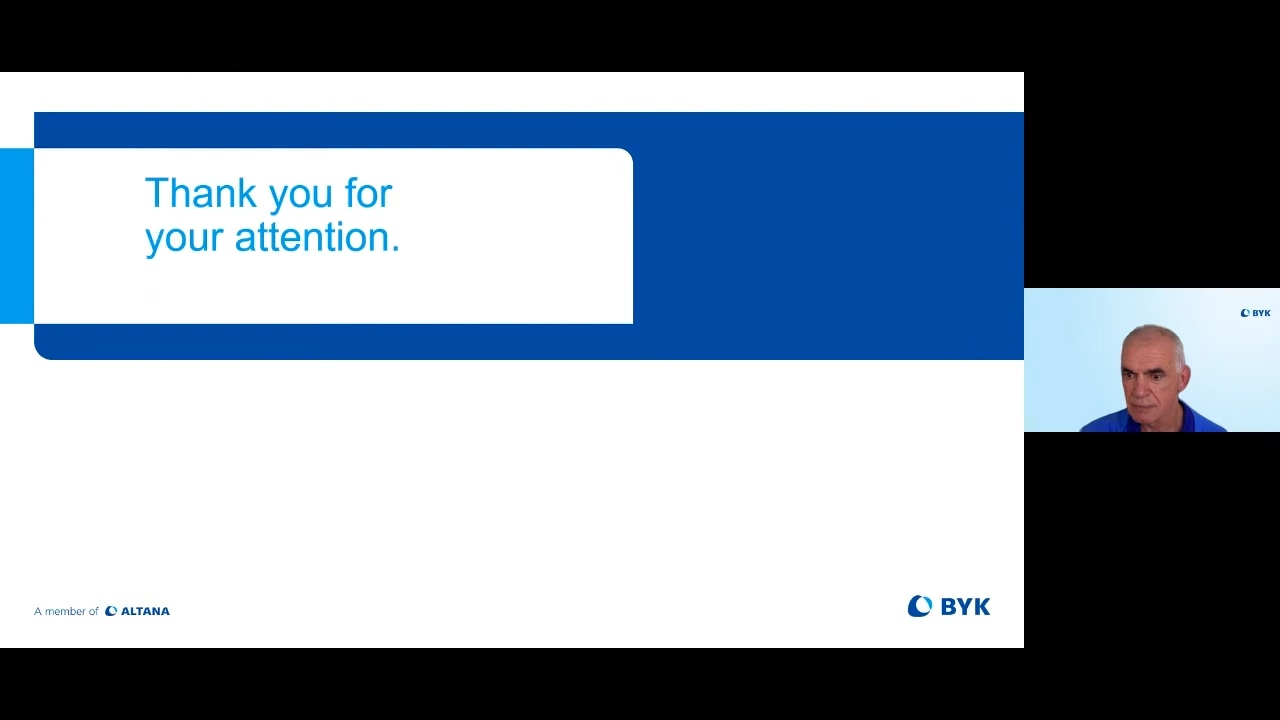 Thank you for
your attention.
BYK
A member of ALTANA
BYK